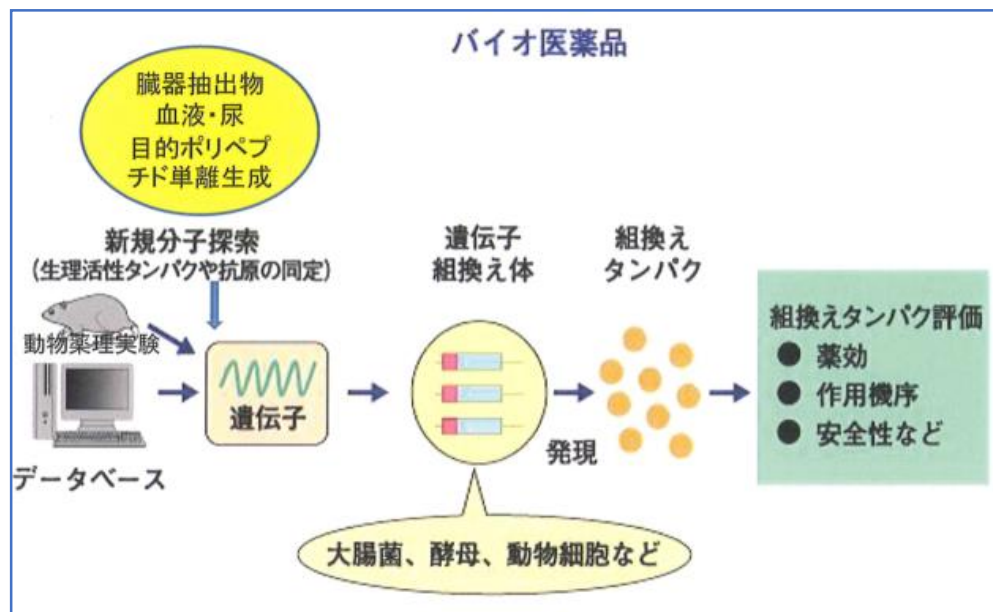 バイオ医薬品
臓器抽出物
血液・尿
目的ポリペプ
チド単離生成
新規分子探索
(生理活性タンパクや抗原の同定)
動物薬理実験
データベース
遺伝子
遺伝子
組換え体
発現
大腸菌、酵母、動物細胞など
組換え
タンパク
組換えタンパク評価
● 薬効
● 作用機序
● 安全性など